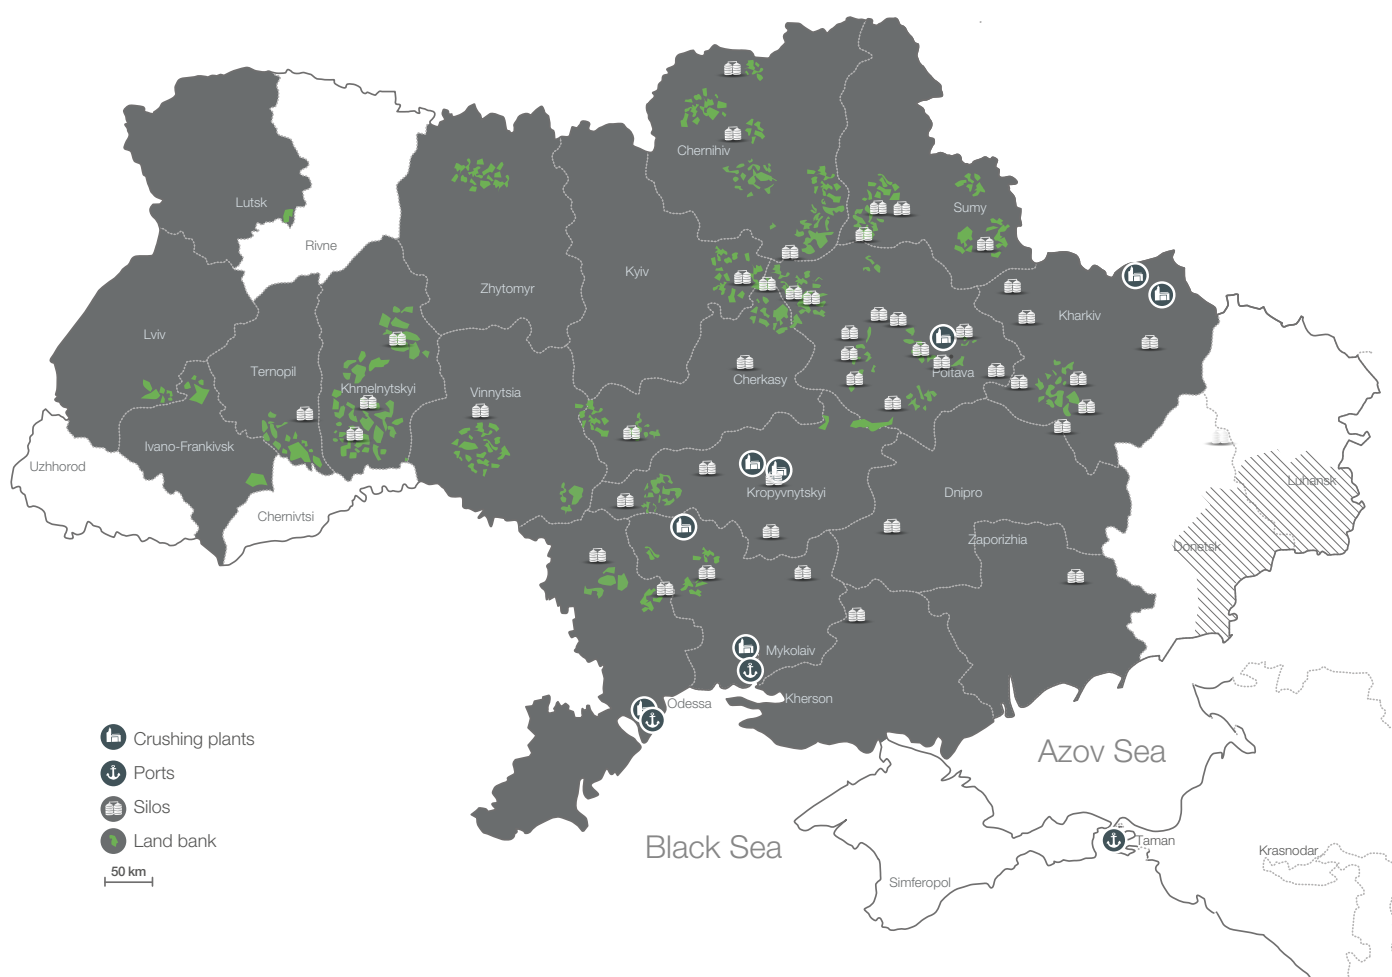 Chernihiv
Lutsk
Sumy
Rivne
Kyiv
Zhytomyr
Kharkiv
Lviv
Ternopil
Poltava
Cherkasy
Khmelnytskyi
Vinnytsia
Ivano-Frankivsk
Uzhhorod
Luhansk
Kropyvnytskyi
Dnipro
Chernivtsi
Zaporizhia
Donetsk
Mykolaiv
Kherson
Odessa
Crushing plants
Ports
Silos
Land bank
50 km
Azov Sea
Black Sea
Taman
Krasnodar
Simferopol